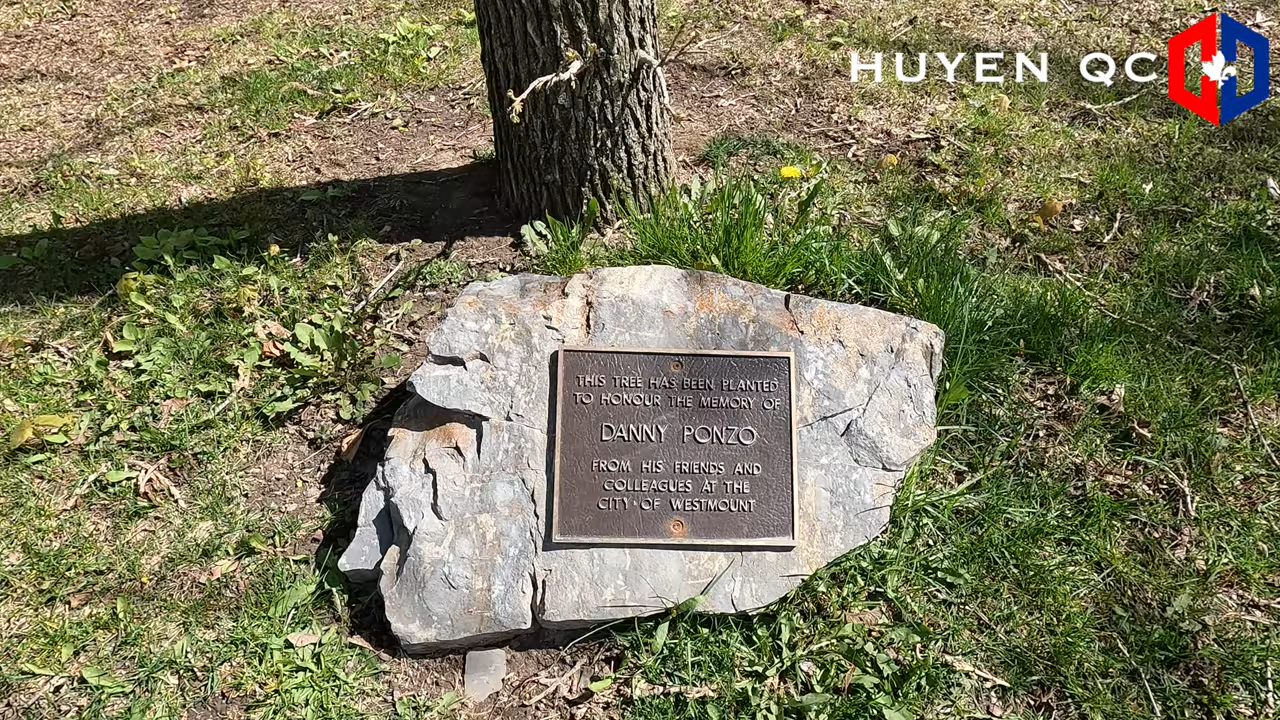 HUYEN QC
THIS TREE HAS BEEN PLANTED
TO HONOUR THE MEMORY OF
DANNY PONZO
FROM HIS FRIENDS AND
COLLEAGUES AT THE
CITY OF WESTMOUNT